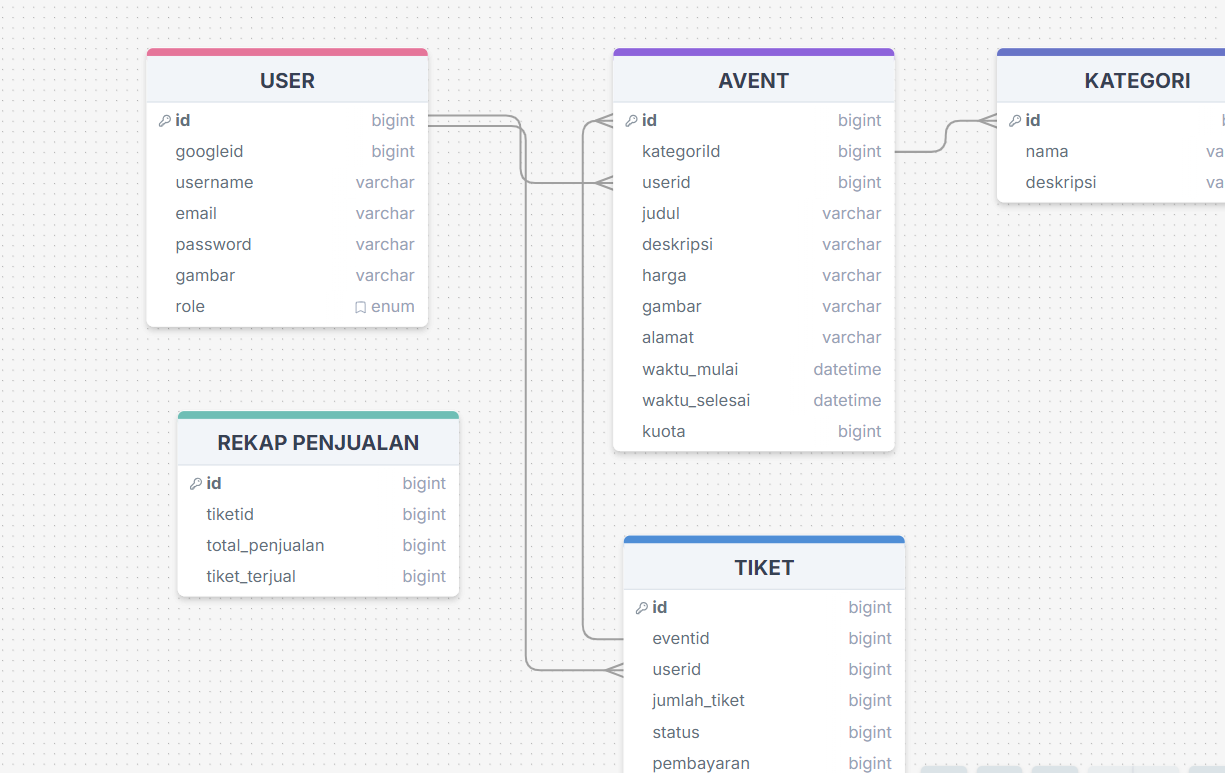 USER
id bigint
googleid bigint
username varchar
email varchar
password varchar
gambar varchar
role enum
AVENT
id bigint
kategoriId bigint
userid bigint
judul varchar
deskripsi varchar
harga varchar
gambar varchar
alamat varchar
waktu_mulai datetime
waktu_selesai datetime
kuota bigint
KATEGORI
id
nama va
deskripsi va
REKAP PENJUALAN
id bigint
tiketid bigint
total_penjualan bigint
tiket_terjual bigint
TIKET
id bigint
eventid bigint
userid bigint
jumlah_tiket bigint
status bigint
pembayaran bigint